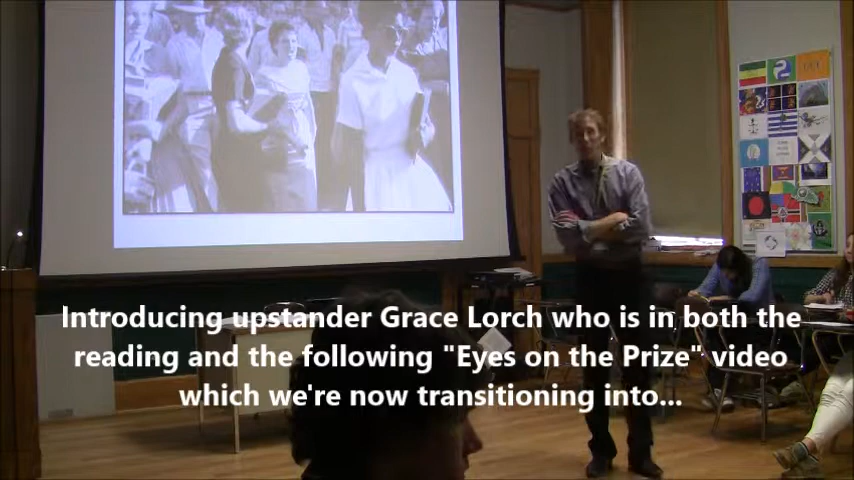 Introducing upstander Grace Lorch who is in both the
reading and the following "Eyes on the Prize" video
which we're now transitioning into...